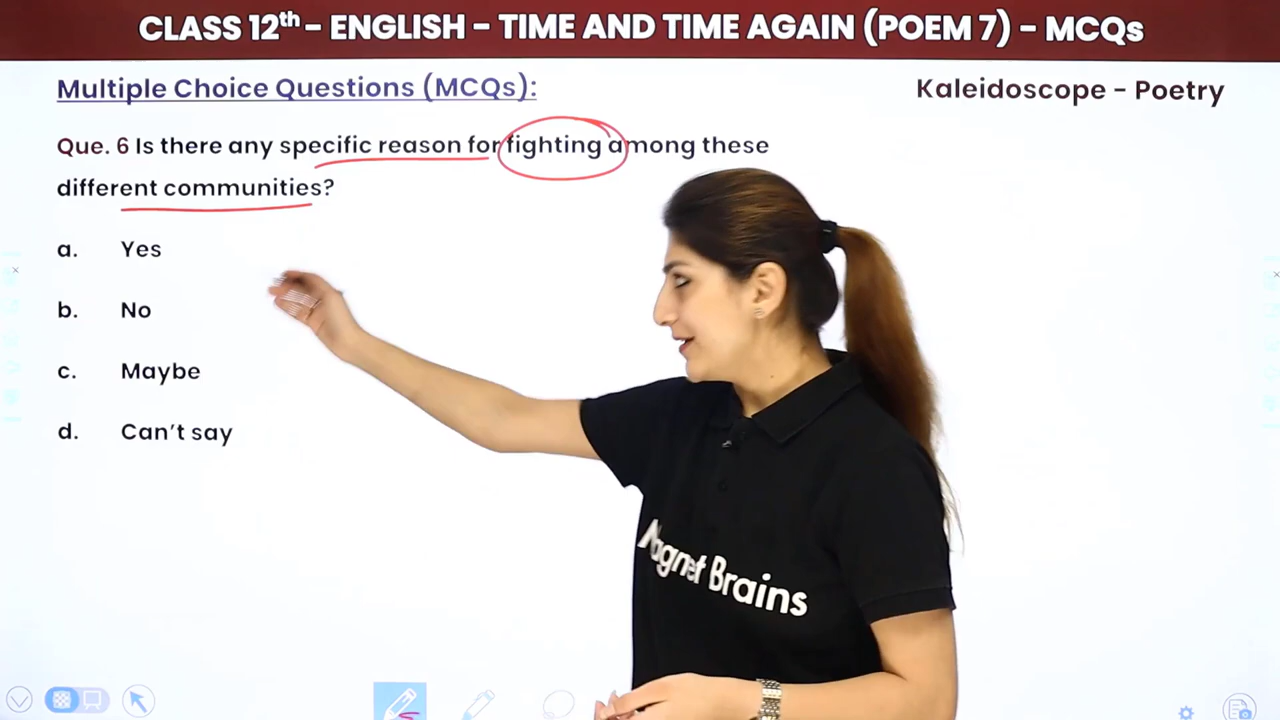 CLASS 12th – ENGLISH – TIME AND TIME AGAIN (POEM 7) – MCQs
Multiple Choice Questions (MCQs):
Kaleidoscope – Poetry
Que. 6 Is there any specific reason for fighting among these
different communities?
a. Yes
b. No
c. Maybe
d. Can't say
Magnet Brains